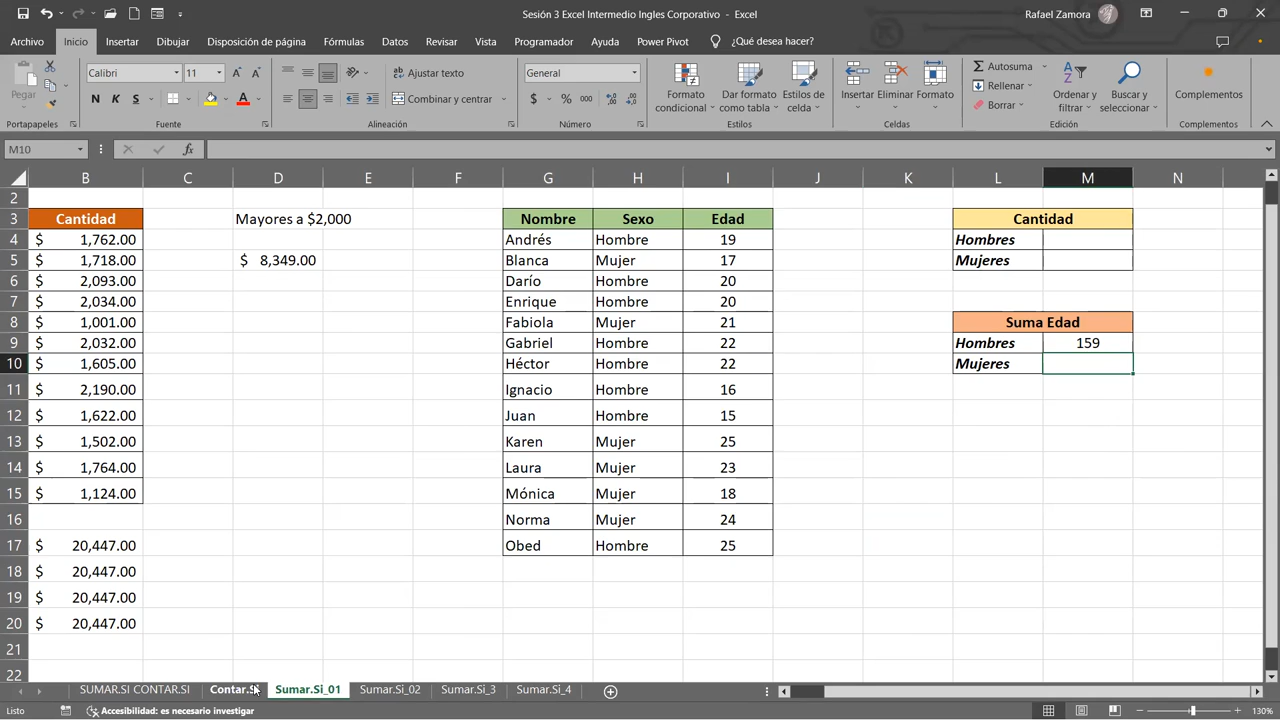 Sesión 3 Excel Intermedio Ingles Corporativo - Excel
Rafael Zamora
Archivo Inicio Insertar Dibujar Disposición de página Fórmulas Datos Revisar Vista Programador Ayuda Power Pivot ¿Qué desea hacer?
Pegar
Calibri 11
N K S
Ajustar texto
Combinar y centrar
General
$ % 000
Formato condicional
Dar formato como tabla
Estilos de celda
Insertar Eliminar Formato
Autosuma
Rellenar
Borrar
Ordenar y filtrar
Buscar y seleccionar
Complementos
Portapapeles Fuente Alineación Número Estilos Celdas Edición Complementos
M10 fx
B C D E F G H I J K L M N
2
3 Cantidad Mayores a $2,000 Nombre Sexo Edad Cantidad
4 $ 1,762.00 Andrés Hombre 19 Hombres
5 $ 1,718.00 $ 8,349.00 Blanca Mujer 17 Mujeres
6 $ 2,093.00 Darío Hombre 20
7 $ 2,034.00 Enrique Hombre 20
8 $ 1,001.00 Fabiola Mujer 21 Suma Edad
9 $ 2,032.00 Gabriel Hombre 22 Hombres 159
10 $ 1,605.00 Héctor Hombre 22 Mujeres
11 $ 2,190.00 Ignacio Hombre 16
12 $ 1,622.00 Juan Hombre 15
13 $ 1,502.00 Karen Mujer 25
14 $ 1,764.00 Laura Mujer 23
15 $ 1,124.00 Mónica Mujer 18
16 Norma Mujer 24
17 $ 20,447.00 Obed Hombre 25
18 $ 20,447.00
19 $ 20,447.00
20 $ 20,447.00
21
22
SUMAR.SI CONTAR.SI Contar.Si Sumar.Si_01 Sumar.Si_02 Sumar.Si_3 Sumar.Si_4
Listo Accesibilidad: es necesario investigar 130%